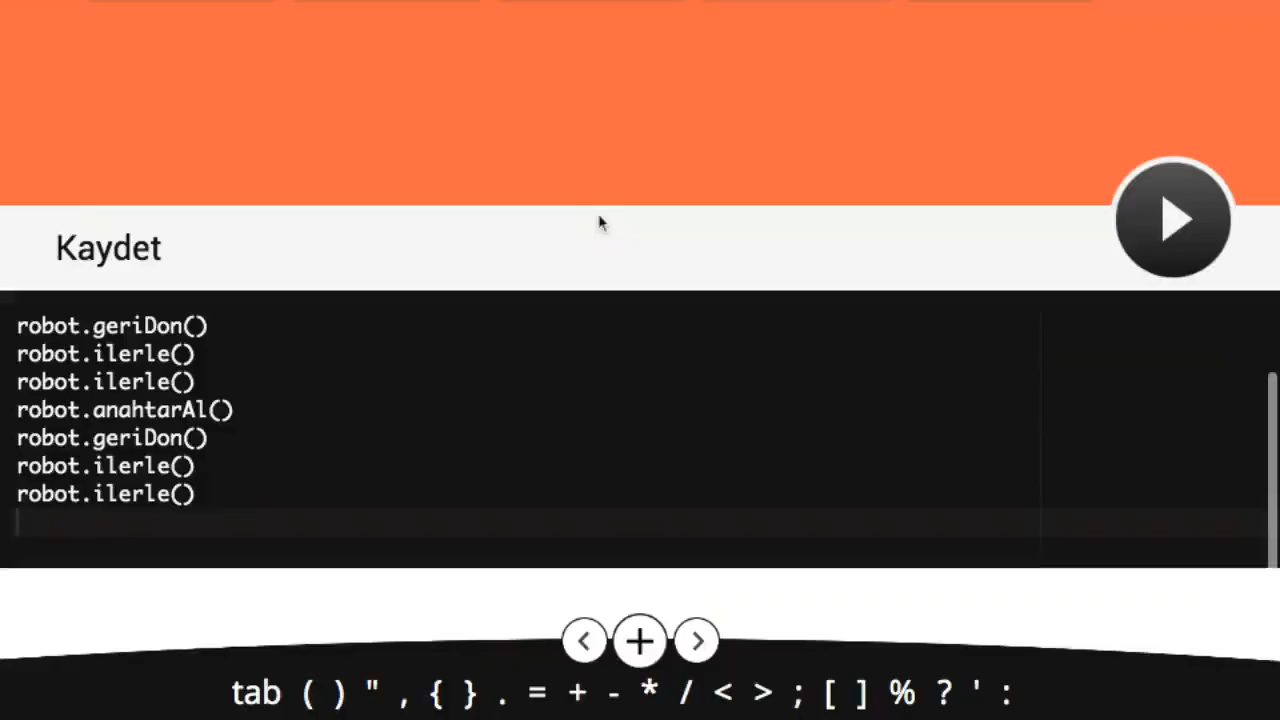 Kaydet
robot.geriDon()
robot.ilerle()
robot.ilerle()
robot.anahtarAl()
robot.geriDon()
robot.ilerle()
robot.ilerle()
tab ( ) " , { } . = + - * / < > ; [ ] % ? ' :